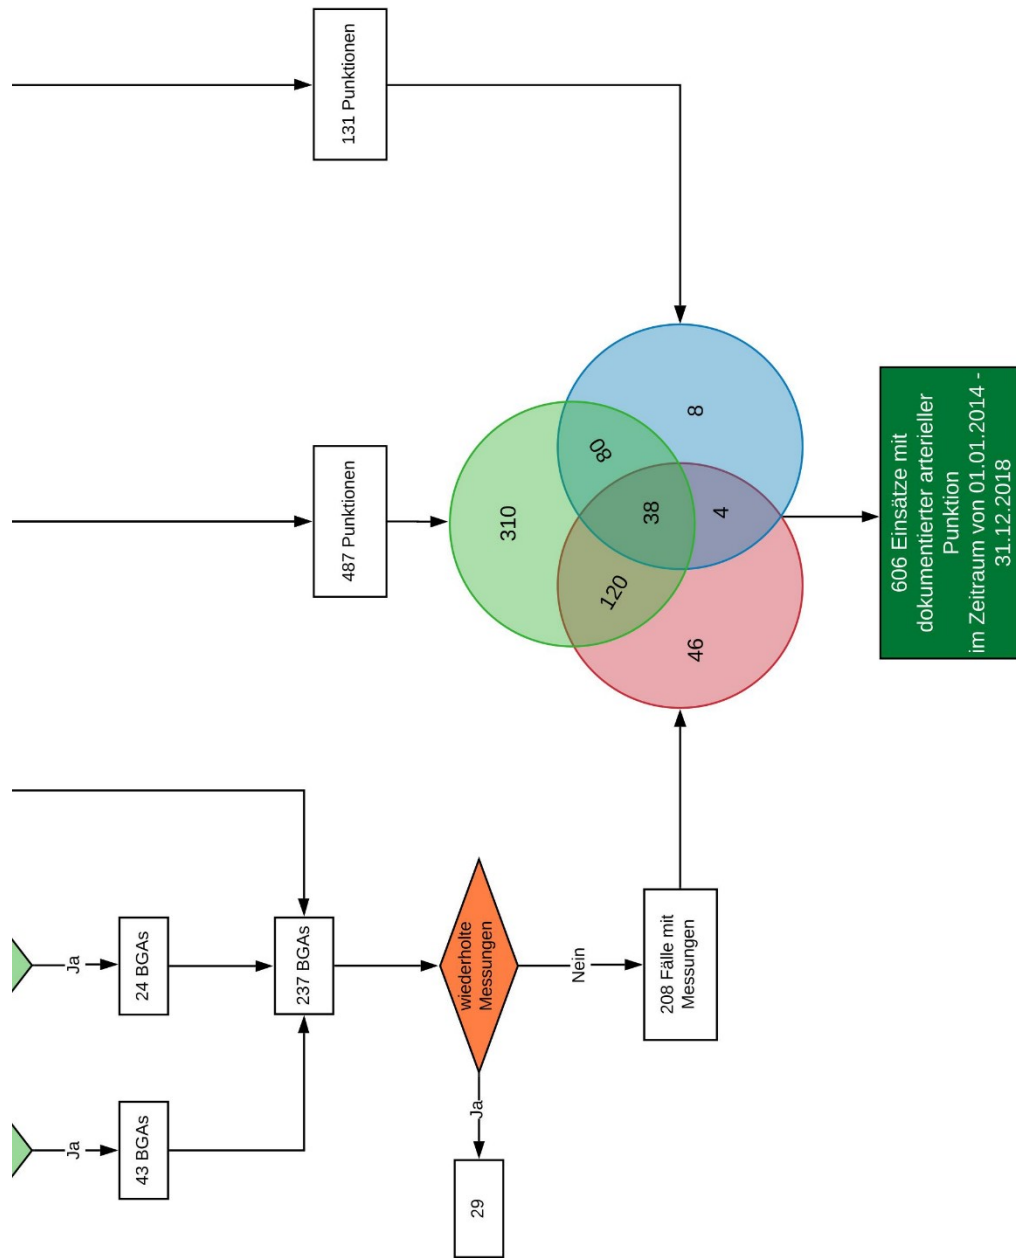 Ja
Ja
43 BGAs
24 BGAs
237 BGAs
487 Punktionen
131 Punktionen
29
Ja
wiederholte
Messungen
Nein
310
120
80
38
208 Fälle mit
Messungen
46
4
8
606 Einsätze mit
dokumentierter arterieller
Punktion
im Zeitraum von 01.01.2014 -
31.12.2018